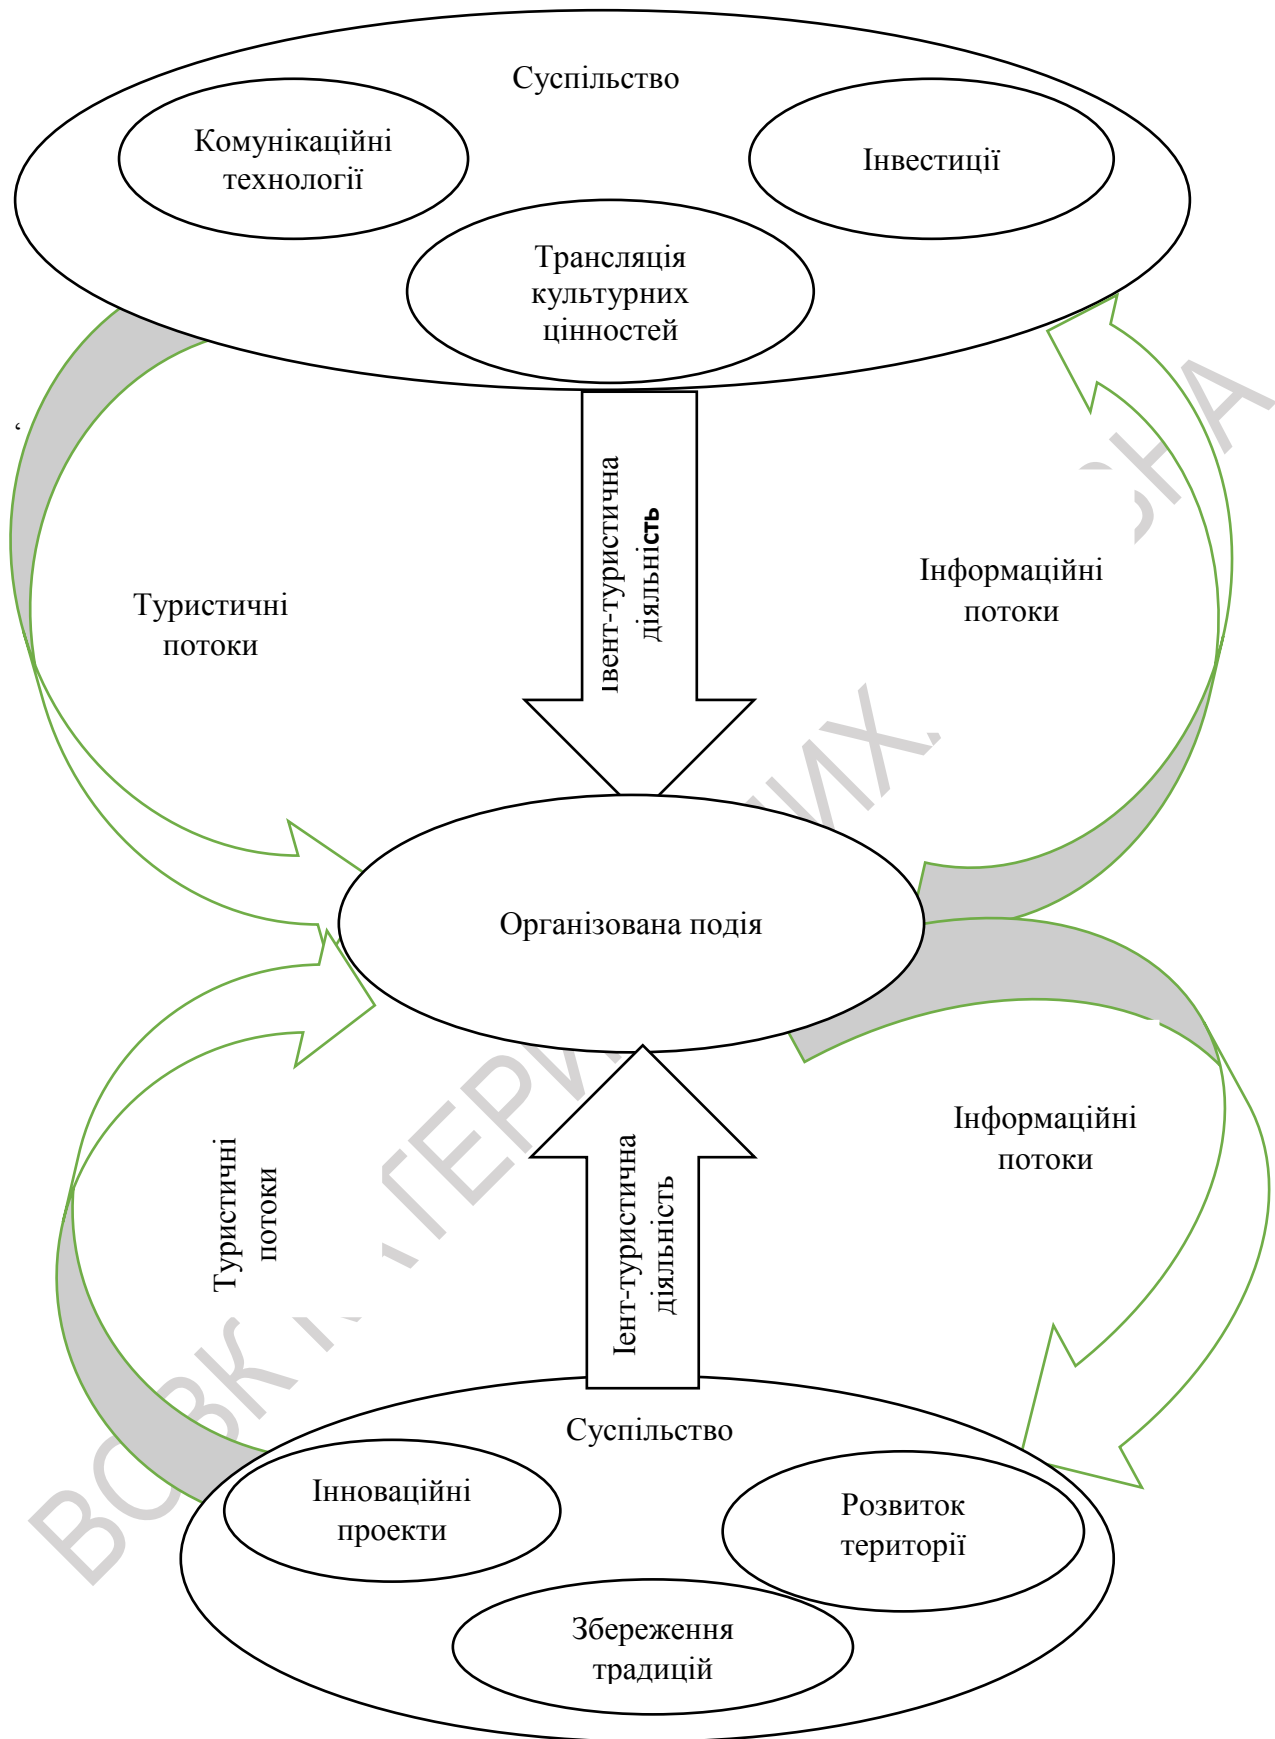 Суспільство
Комунікаційні
технології
Інвестиції
Трансляція
культурних
цінностей
Івент-туристична
діяльність
Туристичні
потоки
Інформаційні
потоки
Організована подія
Туристичні
потоки
Іент-туристична
діяльність
Інформаційні
потоки
Суспільство
Інноваційні
проекти
Розвиток
території
Збереження
традицій